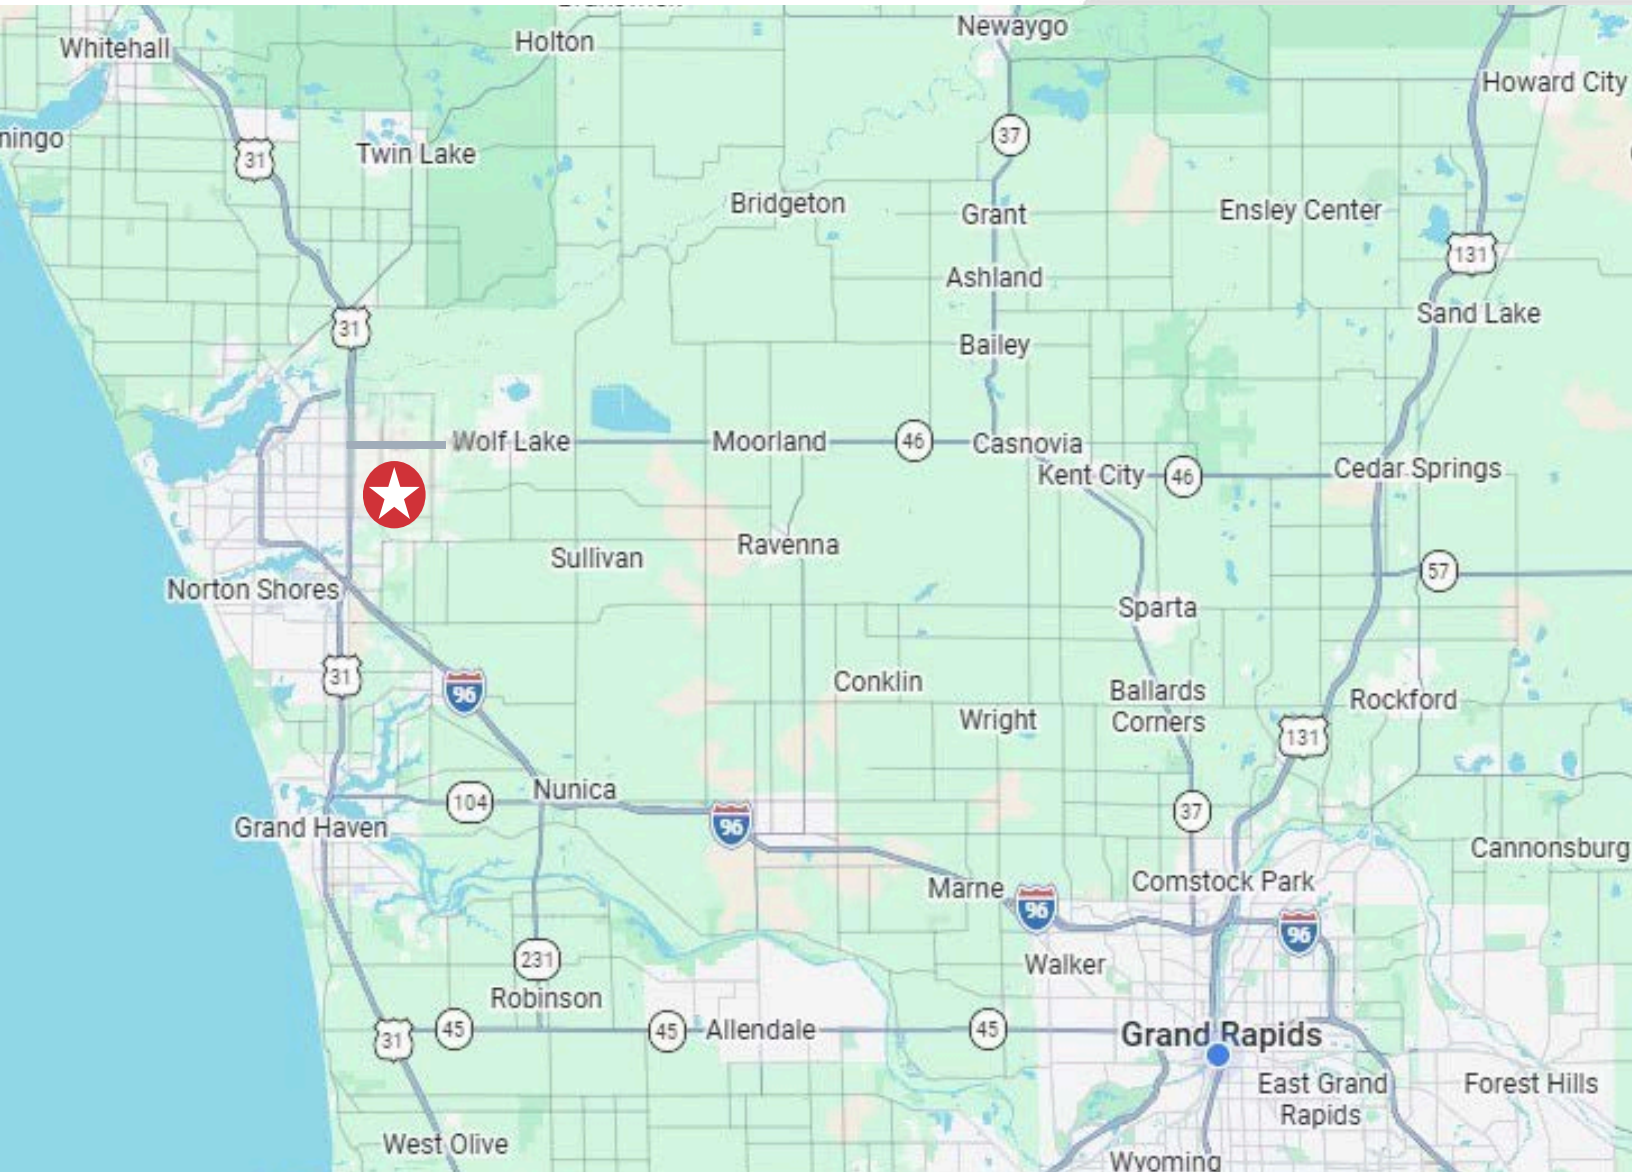 Newaygo
Whitehall
Holton
Howard City
37
ningo
31
Twin Lake
Bridgeton
Grant
Ensley Center
131
Ashland
Sand Lake
31
Bailey
Wolf Lake
Moorland
46
Casnovia
Kent City
46
Cedar Springs
Ravenna
Sullivan
57
Norton Shores
Sparta
31
96
Conklin
Ballards
Corners
Rockford
Wright
131
Nunica
104
37
96
Grand Haven
Cannonsburg
Marne
Comstock Park
96
96
231
Walker
Robinson
31
45
45
Allendale
45
Grand Rapids
East Grand
Rapids
Forest Hills
West Olive
Wyoming